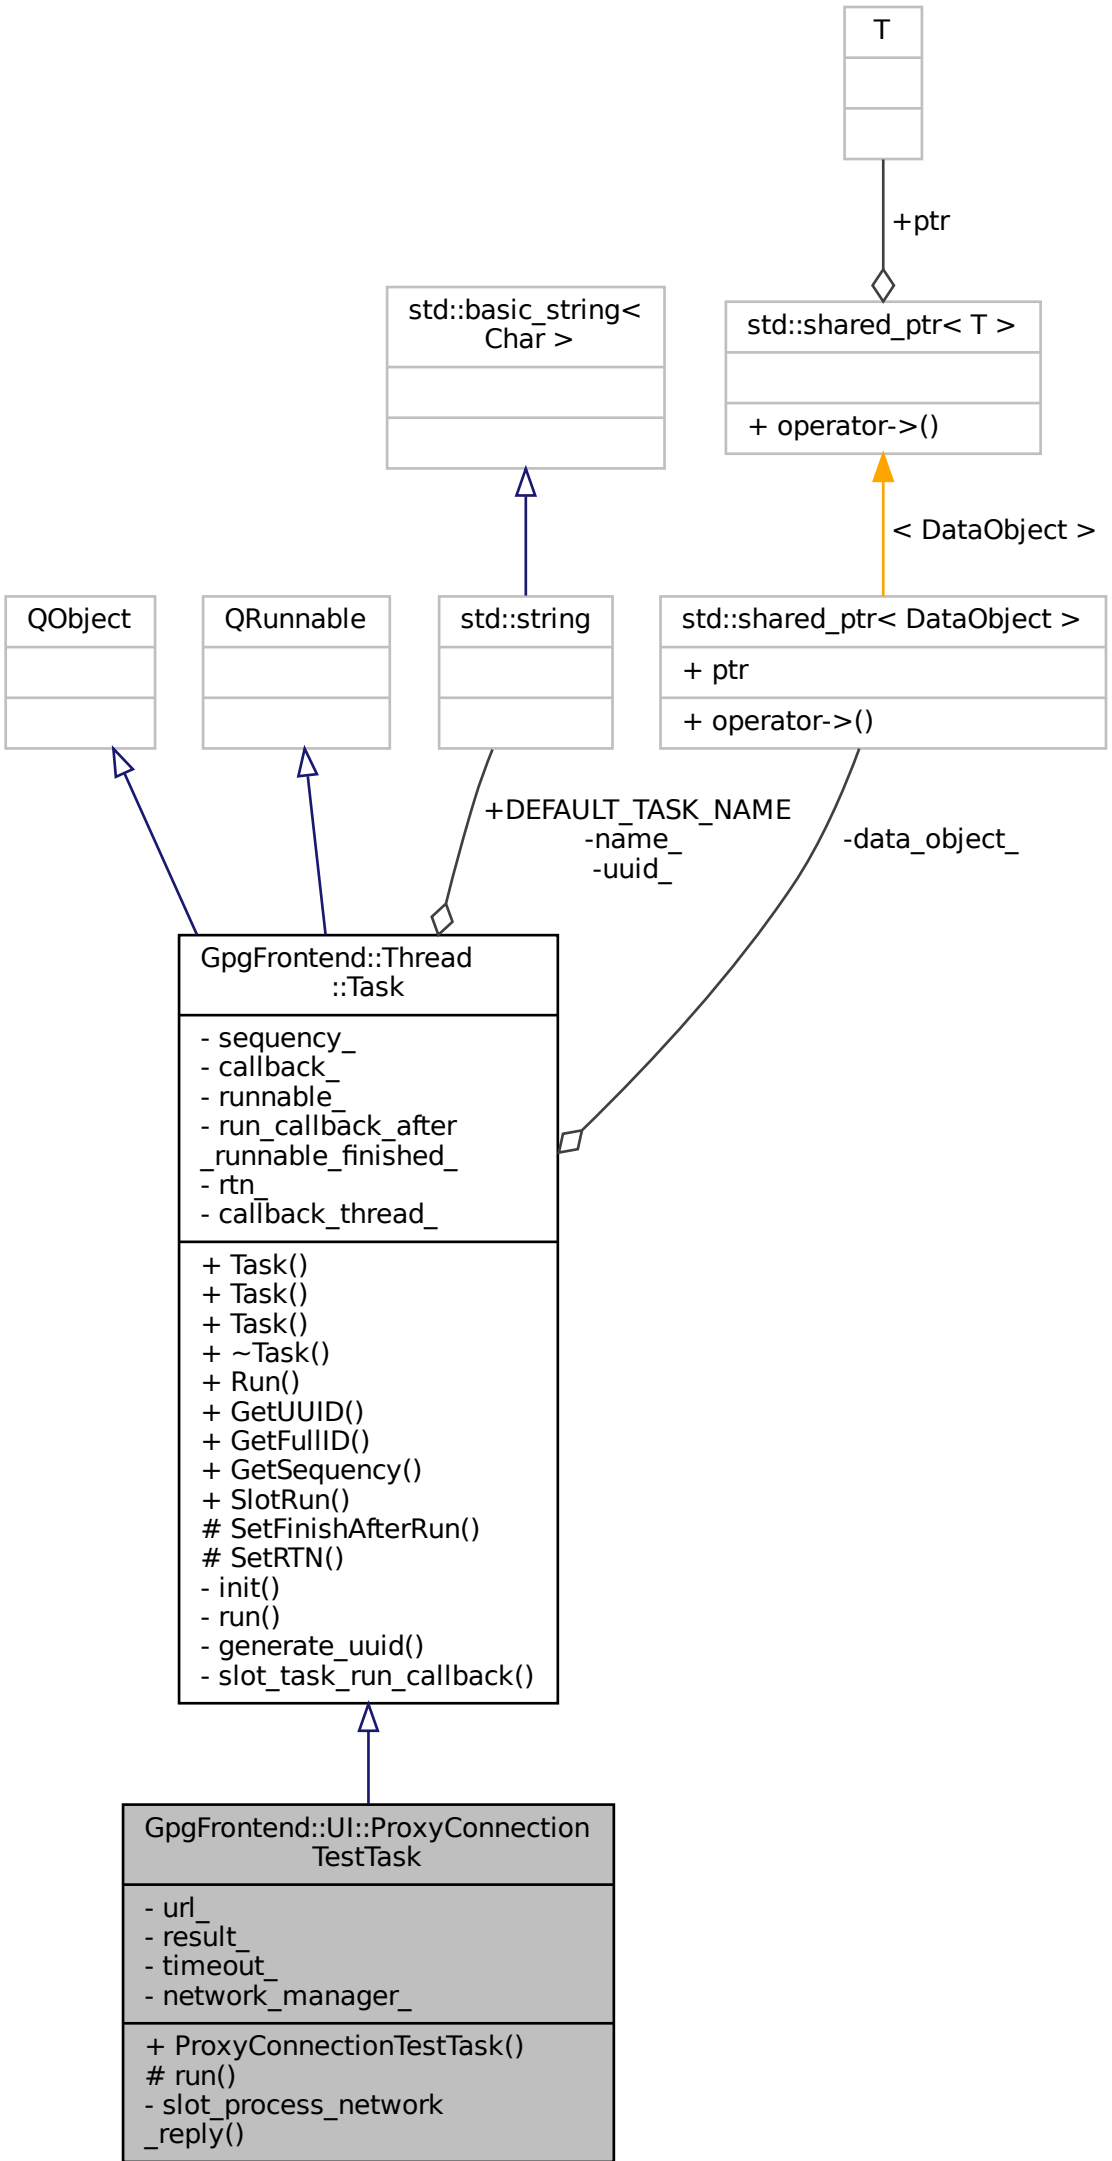 T
+ptr
std::basic_string<
Char >
std::shared_ptr< T >
+ operator->()
< DataObject >
QObject
QRunnable
std::string
std::shared_ptr< DataObject >
+ ptr
+ operator->()
+DEFAULT_TASK_NAME
-name_
-uuid_
-data_object_
GpgFrontend::Thread
::Task
- sequency_
- callback_
- runnable_
- run_callback_after
_runnable_finished_
- rtn_
- callback_thread_
+ Task()
+ Task()
+ Task()
+ ~Task()
+ Run()
+ GetUUID()
+ GetFullID()
+ GetSequency()
+ SlotRun()
# SetFinishAfterRun()
# SetRTN()
- init()
- run()
- generate_uuid()
- slot_task_run_callback()
GpgFrontend::UI::ProxyConnection
TestTask
- url_
- result_
- timeout_
- network_manager_
+ ProxyConnectionTestTask()
# run()
- slot_process_network
_reply()